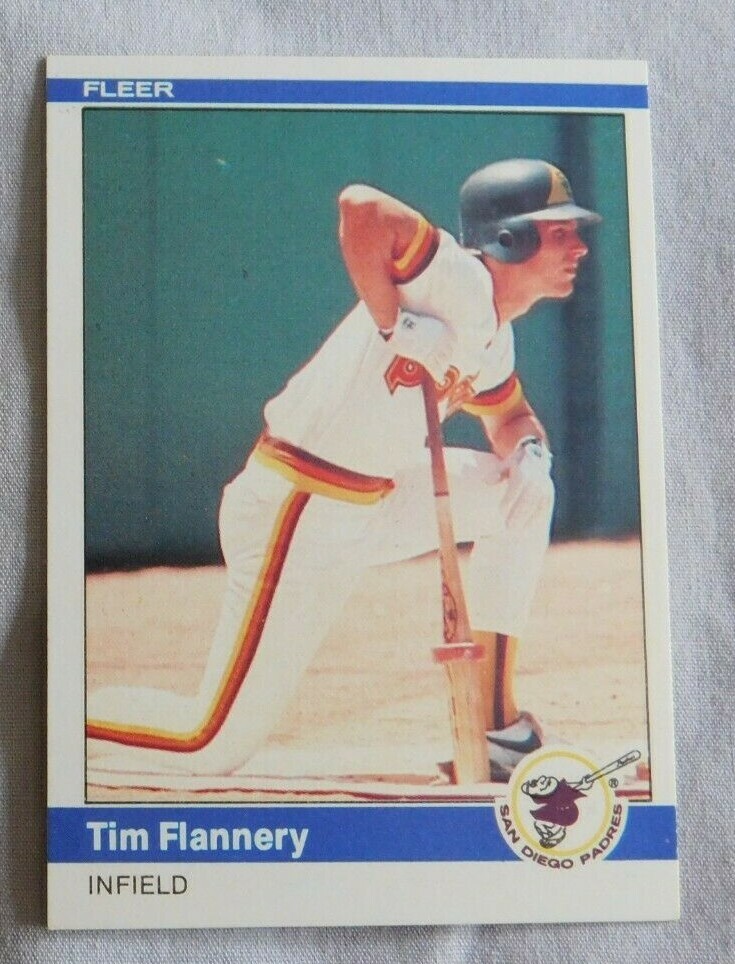 FLEER
Tim Flannery
INFIELD
SAN DIEGO PADRES
®